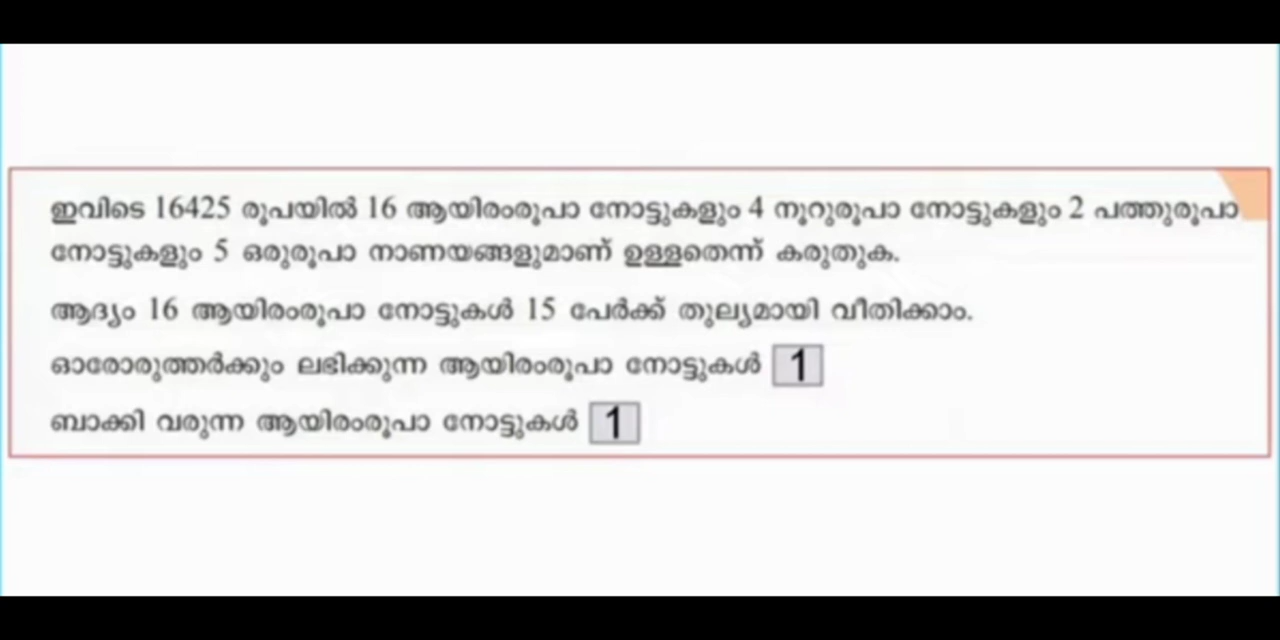 ഇവിടെ 16425 രൂപയിൽ 16 ആയിരംരൂപാ നോട്ടുകളും 4 നൂറുരൂപാ നോട്ടുകളും 2 പത്തുരൂപാ
നോട്ടുകളും 5 ഒരുരൂപാ നാണയങ്ങളുമാണ് ഉള്ളതെന്ന് കരുതുക.
ആദ്യം 16 ആയിരംരൂപാ നോട്ടുകൾ 15 പേർക്ക് തുല്യമായി വീതിക്കാം.
ഓരോരുത്തർക്കും ലഭിക്കുന്ന ആയിരംരൂപാ നോട്ടുകൾ 1
ബാക്കി വരുന്ന ആയിരംരൂപാ നോട്ടുകൾ 1